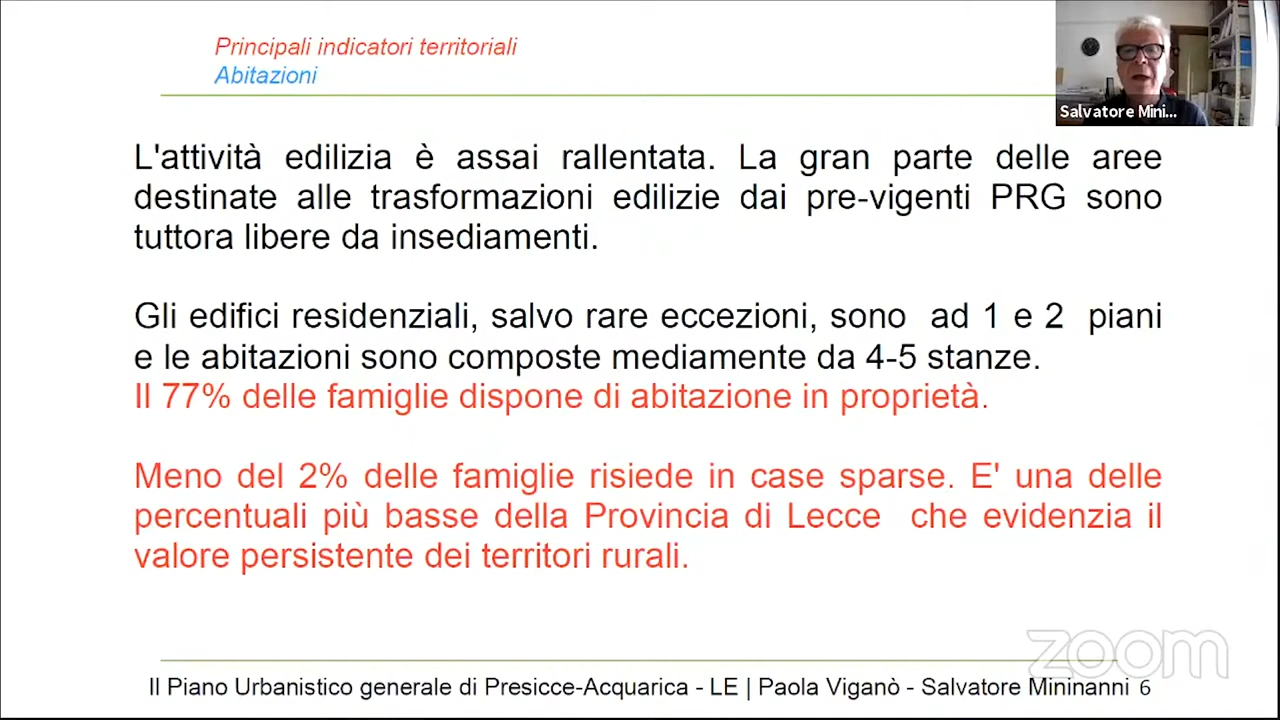 Principali indicatori territoriali
Abitazioni
Salvatore Mini...
L'attività edilizia è assai rallentata. La gran parte delle aree
destinate alle trasformazioni edilizie dai pre-vigenti PRG sono
tuttora libere da insediamenti.
Gli edifici residenziali, salvo rare eccezioni, sono ad 1 e 2 piani
e le abitazioni sono composte mediamente da 4-5 stanze.
Il 77% delle famiglie dispone di abitazione in proprietà.
Meno del 2% delle famiglie risiede in case sparse. E' una delle
percentuali più basse della Provincia di Lecce che evidenzia il
valore persistente dei territori rurali.
zoom
Il Piano Urbanistico generale di Presicce-Acquarica - LE | Paola Viganò - Salvatore Mininanni 6